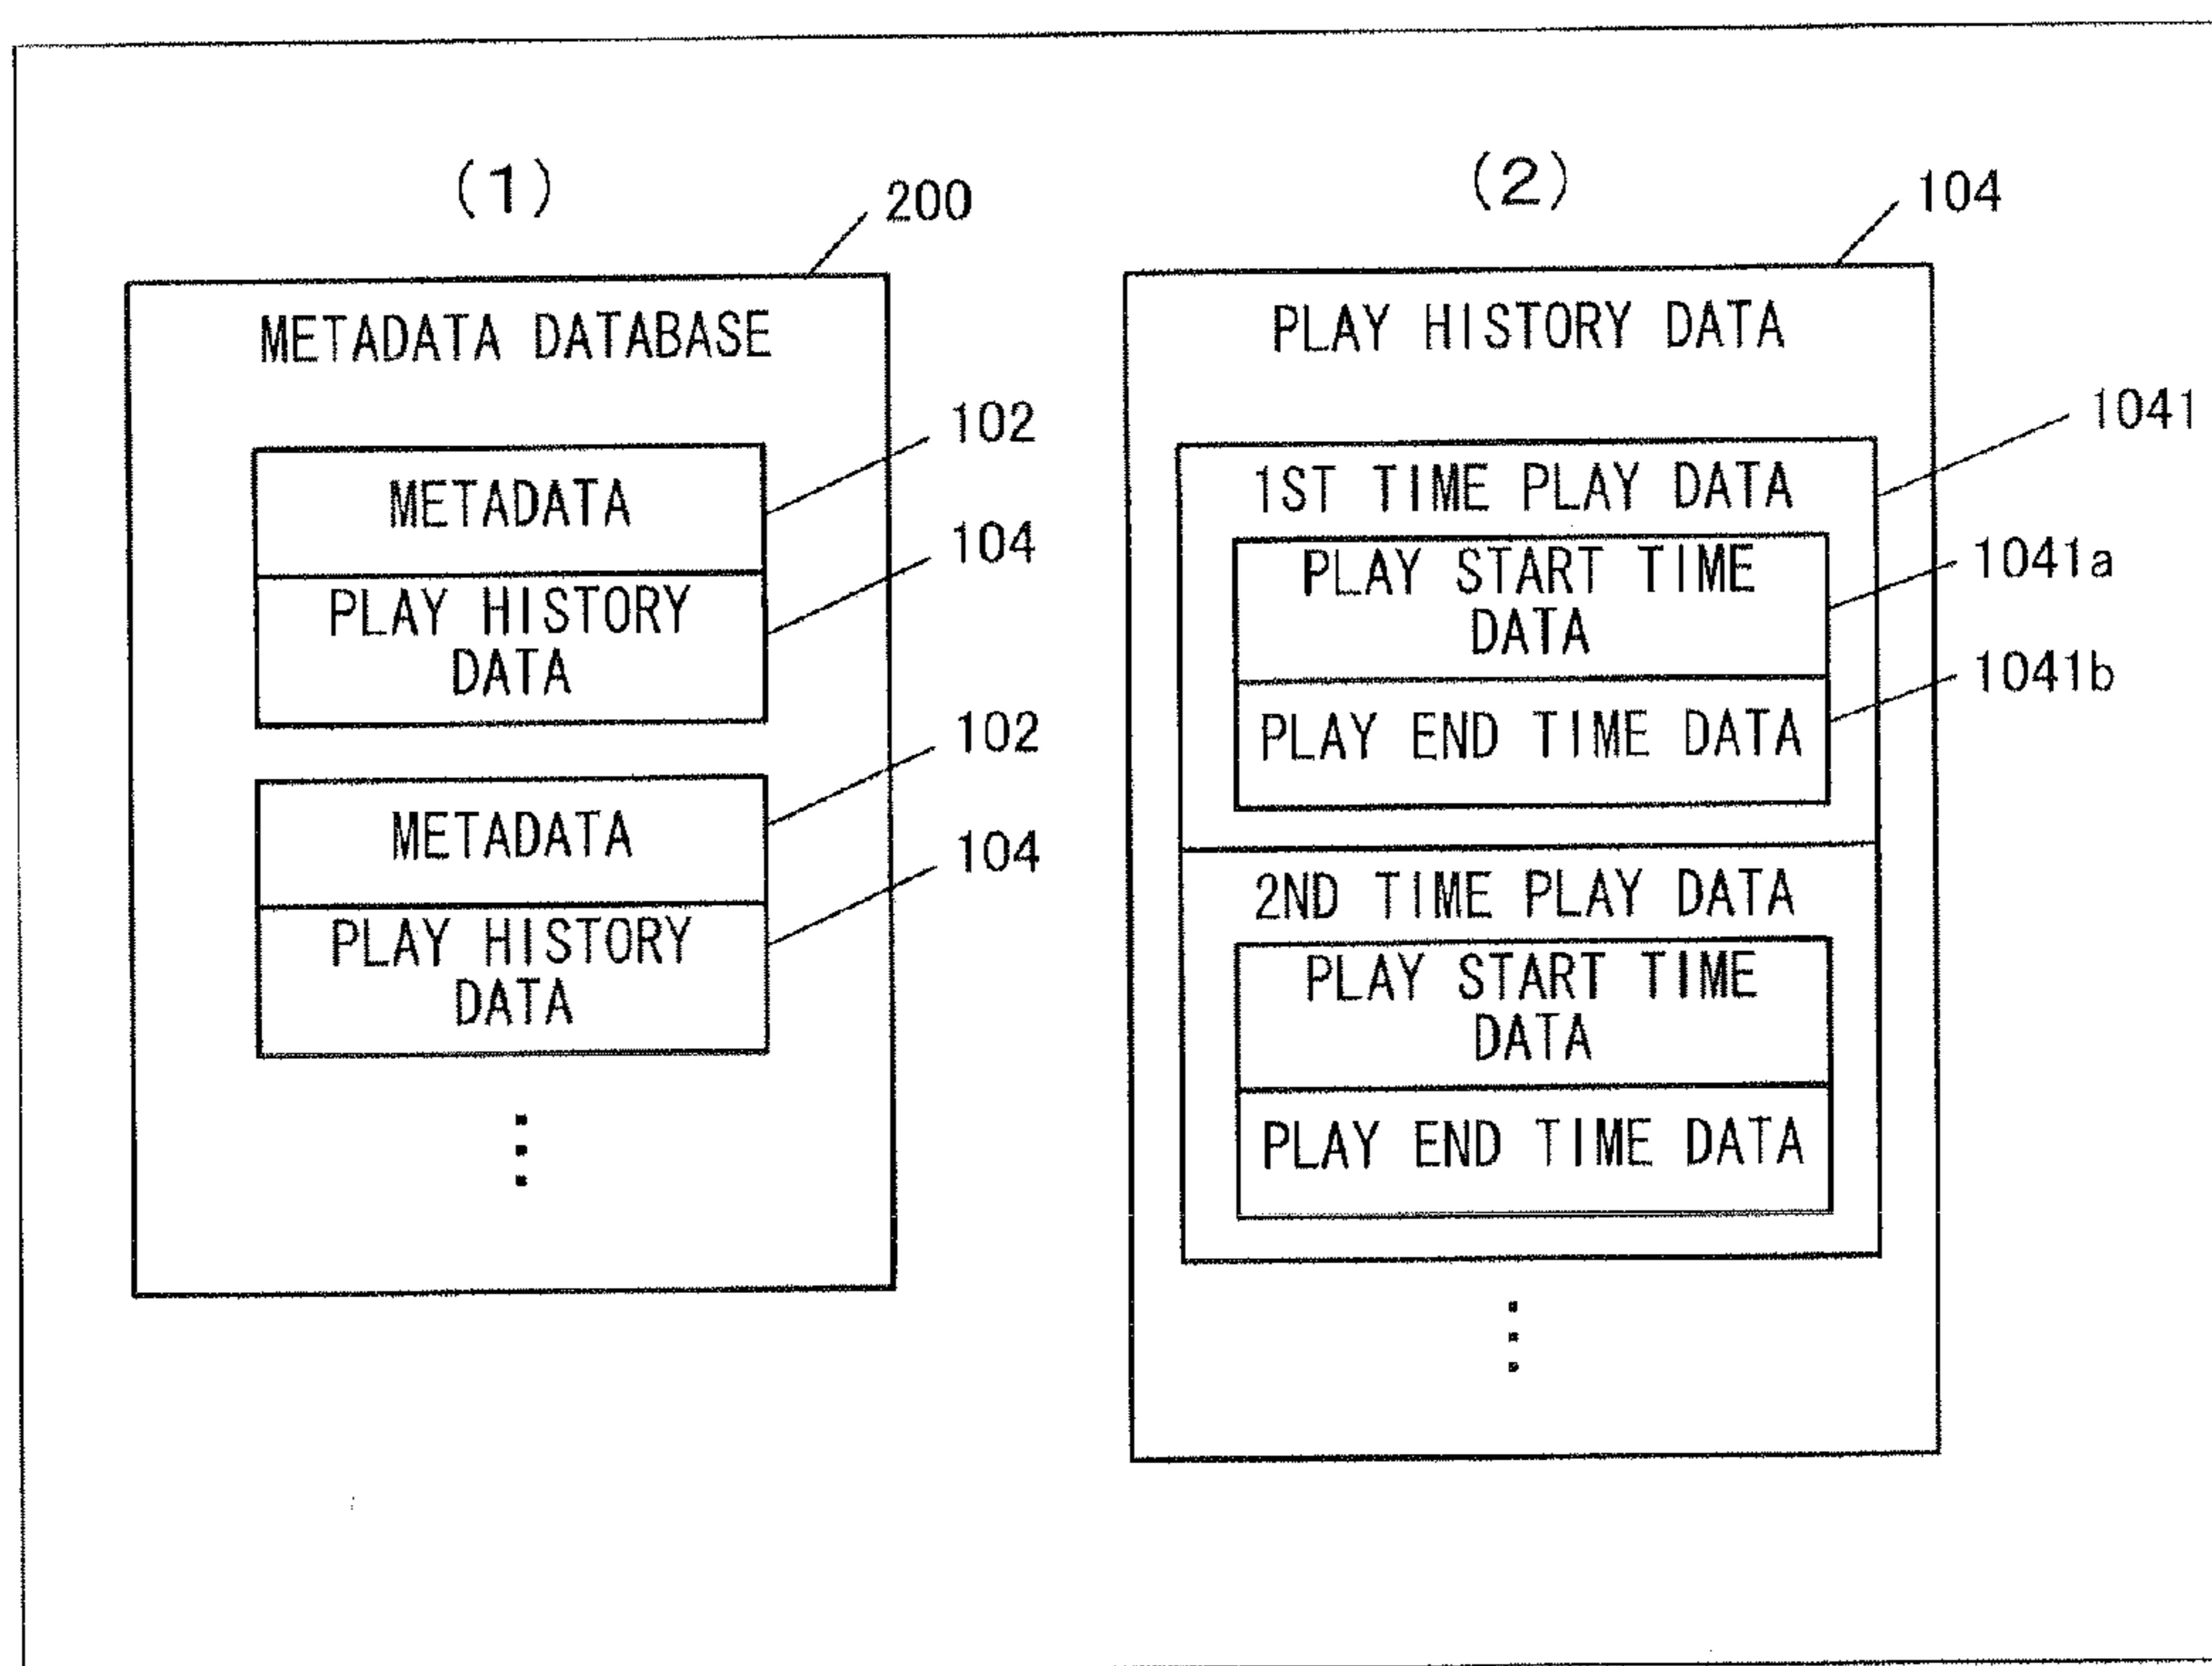 (1)
200
METADATA DATABASE
102
METADATA
104
PLAY HISTORY
DATA
102
METADATA
104
PLAY HISTORY
DATA
(2)
104
PLAY HISTORY DATA
1041
1ST TIME PLAY DATA
1041a
PLAY START TIME
DATA
1041b
PLAY END TIME DATA
2ND TIME PLAY DATA
PLAY START TIME
DATA
PLAY END TIME DATA